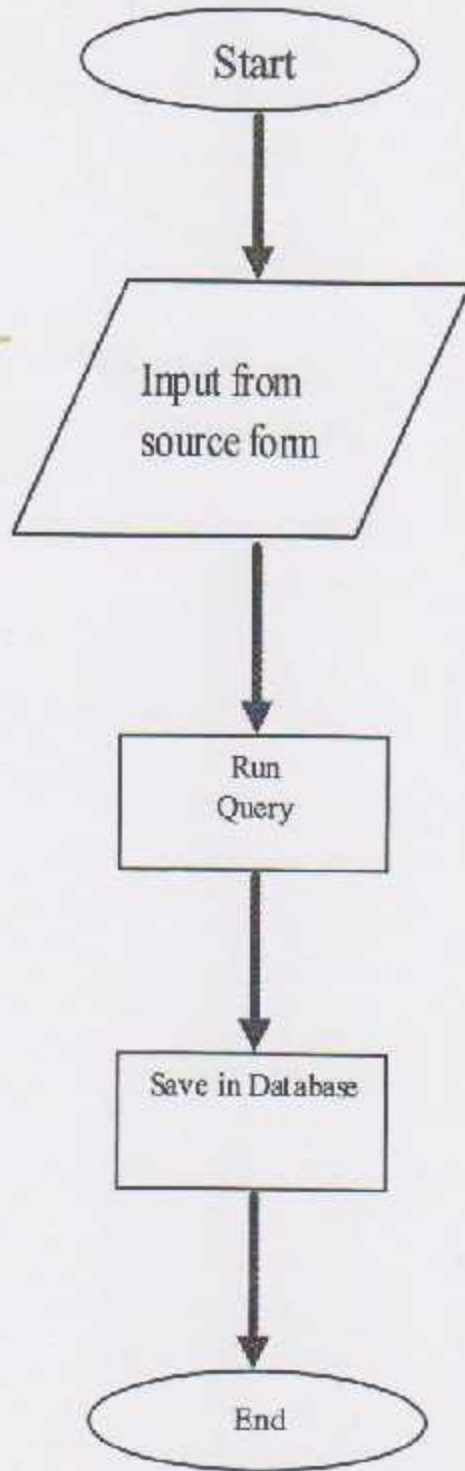 Start
Input from
source form
Run
Query
Save in Database
End